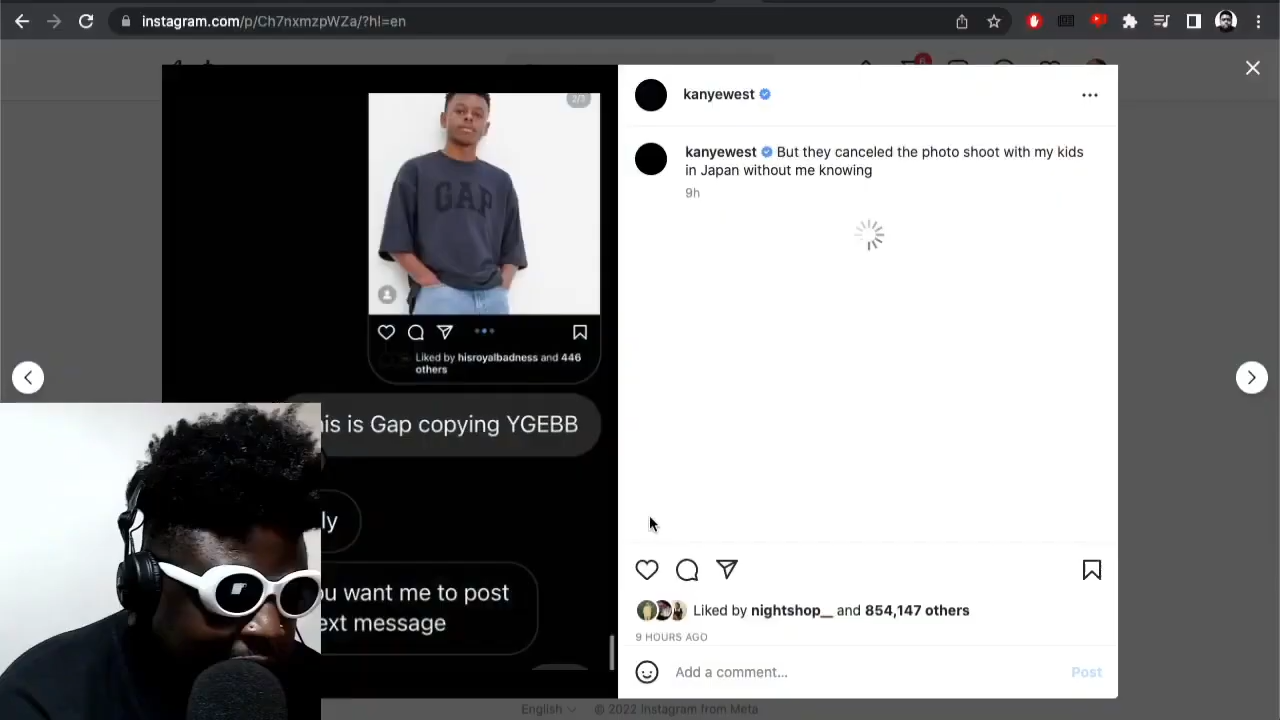 instagram.com/p/Ch7nxmzpWZa/?hl=en
2/7
GAP
Liked by hisroyalbadness and 446
others
is is Gap copying YGEBB
ly
u want me to post
ext message
kanyewest
kanyewest But they canceled the photo shoot with my kids
in Japan without me knowing
9h
Liked by nightshop__ and 854,147 others
9 HOURS AGO
Add a comment...
Post
English
© 2022 Instagram from Meta